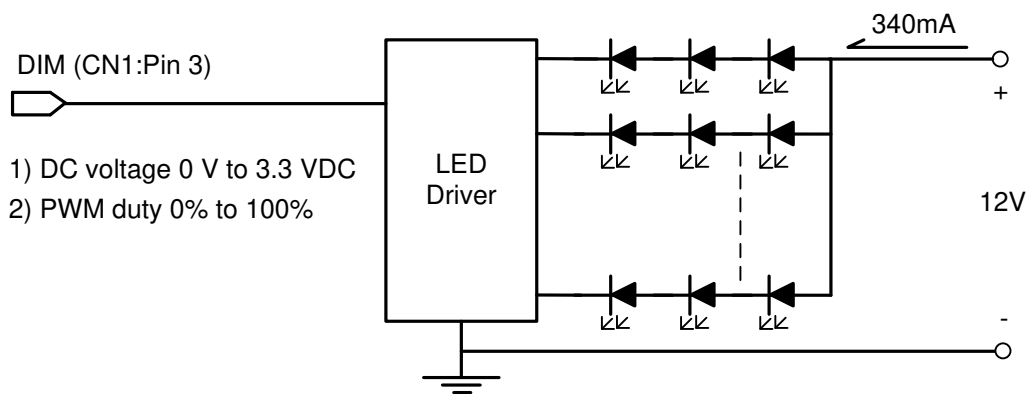 340mA
DIM (CN1:Pin 3)
+
1) DC voltage 0 V to 3.3 VDC
2) PWM duty 0% to 100%
LED
Driver
12V
-